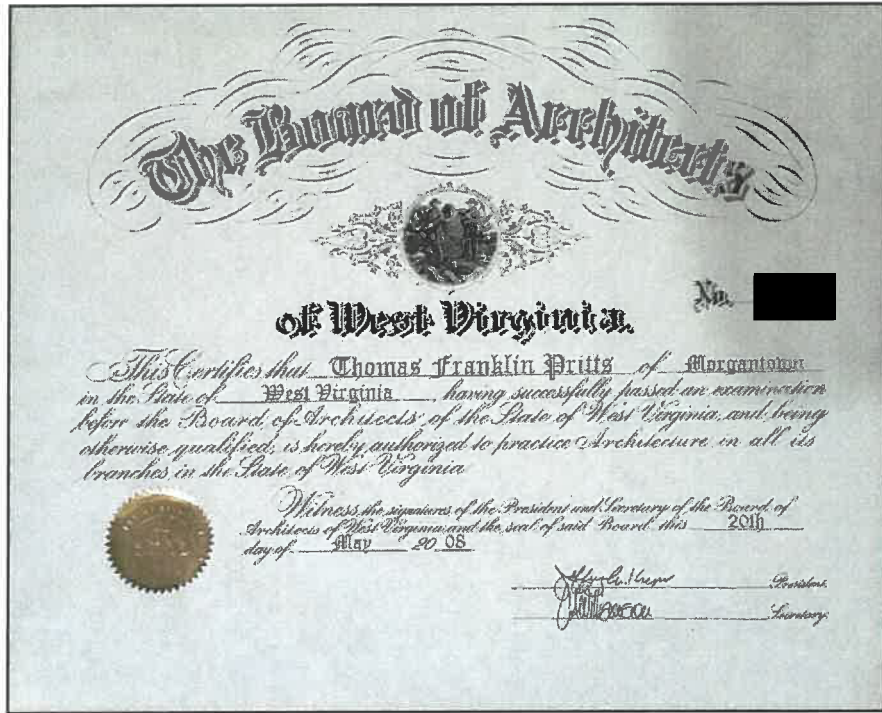 The Board of Architects
No.
of West Virginia.
This Certifies that Thomas Franklin Pritts of Morgantown
in the State of West Virginia, having successfully passed an examination
before the Board of Architects of the State of West Virginia, and being
otherwise qualified, is hereby authorized to practice Architecture in all its
branches in the State of West Virginia
Witness the signatures of the President and Secretary of the Board of
Architects of West Virginia and the seal of said Board this 20th
day of May 2008
President
Secretary